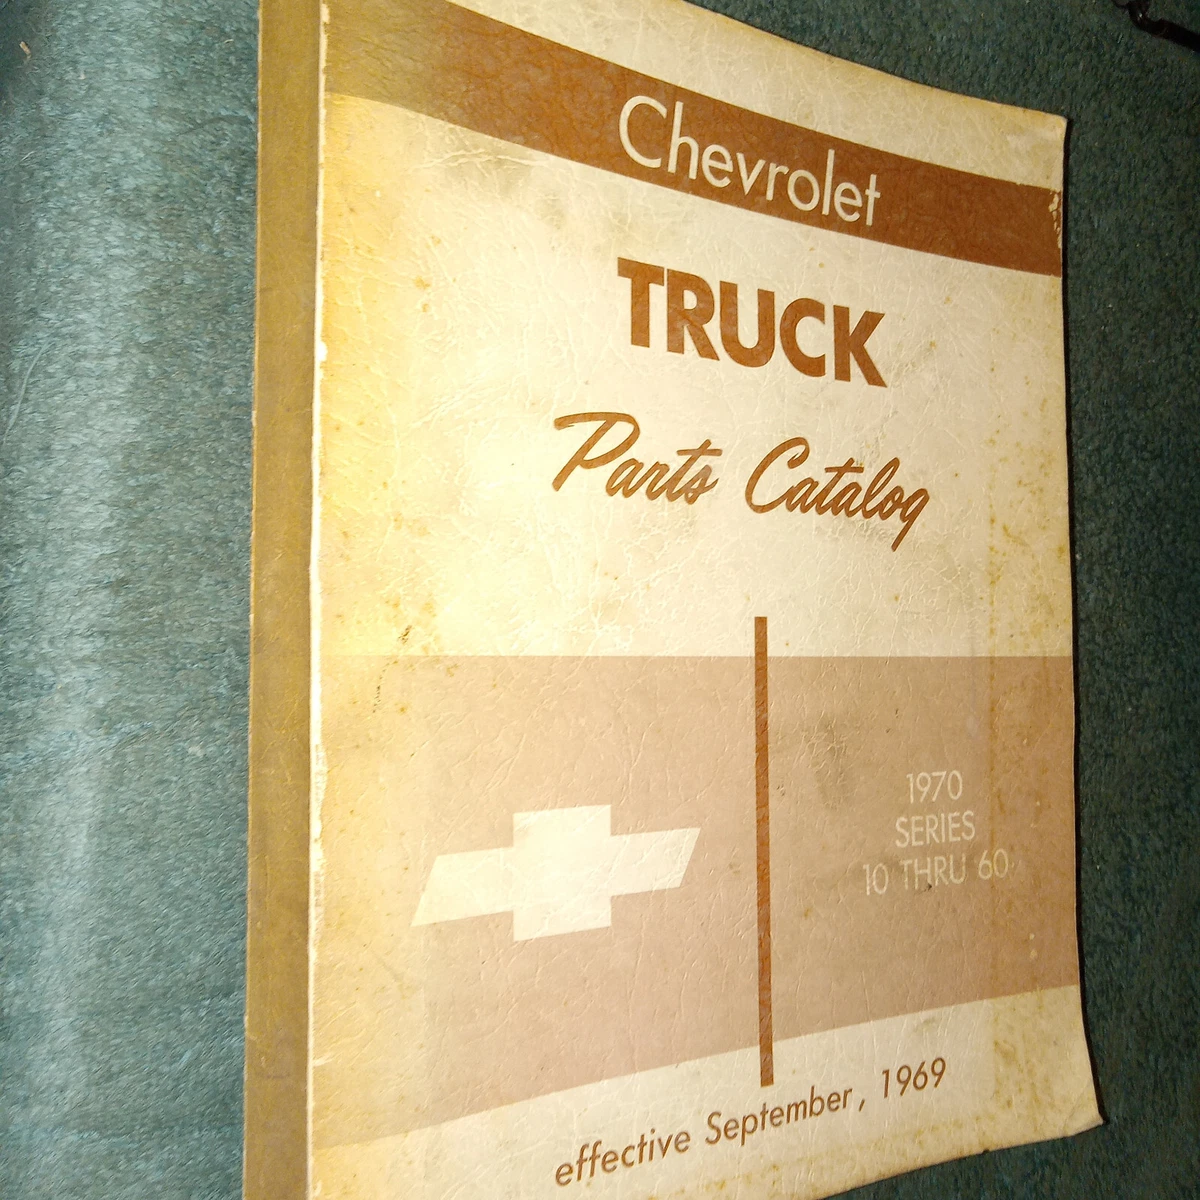 Chevrolet
TRUCK
Parts Catalog
1970
SERIES
10 THRU 60
effective September, 1969